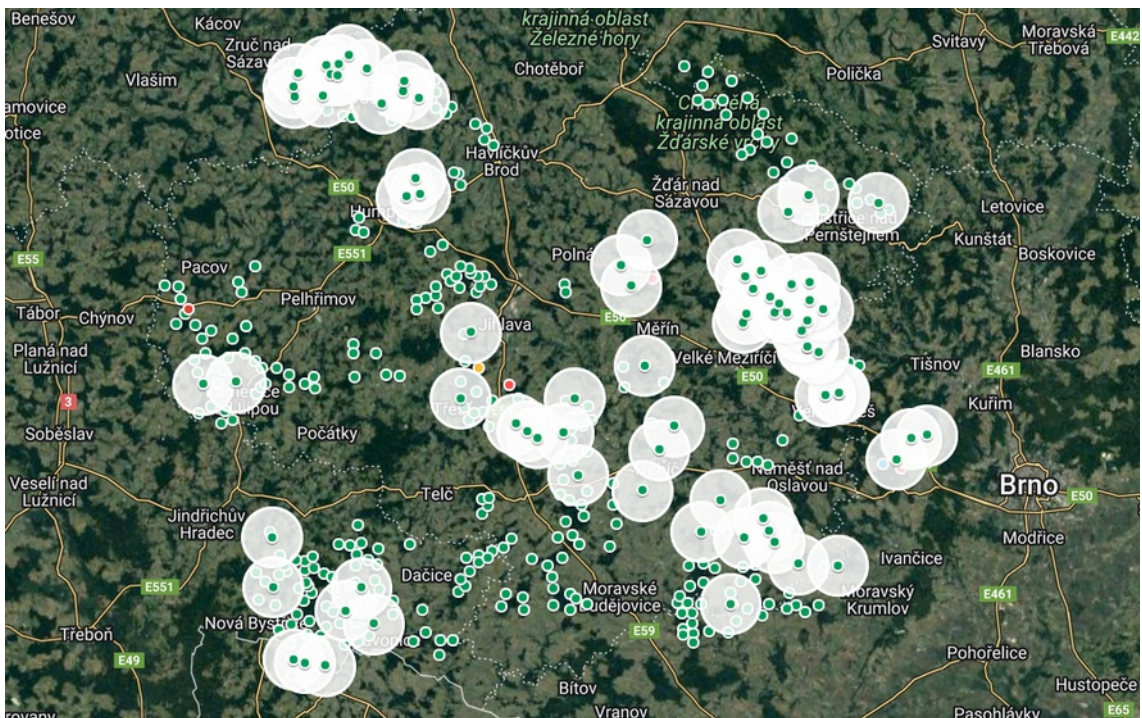 Benešov
Kácov
krajinná oblast
Železné hory
Svitavy
Moravská
Třebová
E442
Zruč nad
Sázavou
Vlašim
Chotěboř
Polička
Chráněná
krajinná oblast
Žďárské vrchy
Havlíčkův
Brod
E50
Žďár nad
Sázavou
Letovice
Kunštát
Boskovice
Pernštejnem
E55
E551
Pacov
Pelhřimov
Tábor
Chýnov
Jihlava
E50
Měřín
Velké Meziříčí
E50
Planá nad
Lužnicí
Tišnov
Blansko
E461
Kuřim
3
Soběslav
Počátky
Veselí nad
Lužnicí
Telč
Náměšť nad
Oslavou
Brno
E50
Jindřichův
Hradec
Modřice
Ivančice
E551
Dačice
Moravské
Budějovice
Moravský
Krumlov
E461
Třeboň
E59
E49
Pohořelice
Hustopeče
Bítov
Vranov
Pasohlávky
E65